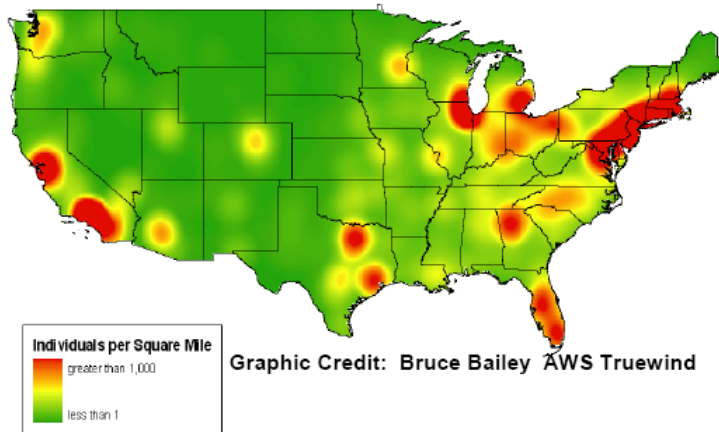 Individuals per Square Mile
greater than 1,000
less than 1
Graphic Credit: Bruce Bailey AWS Truewind